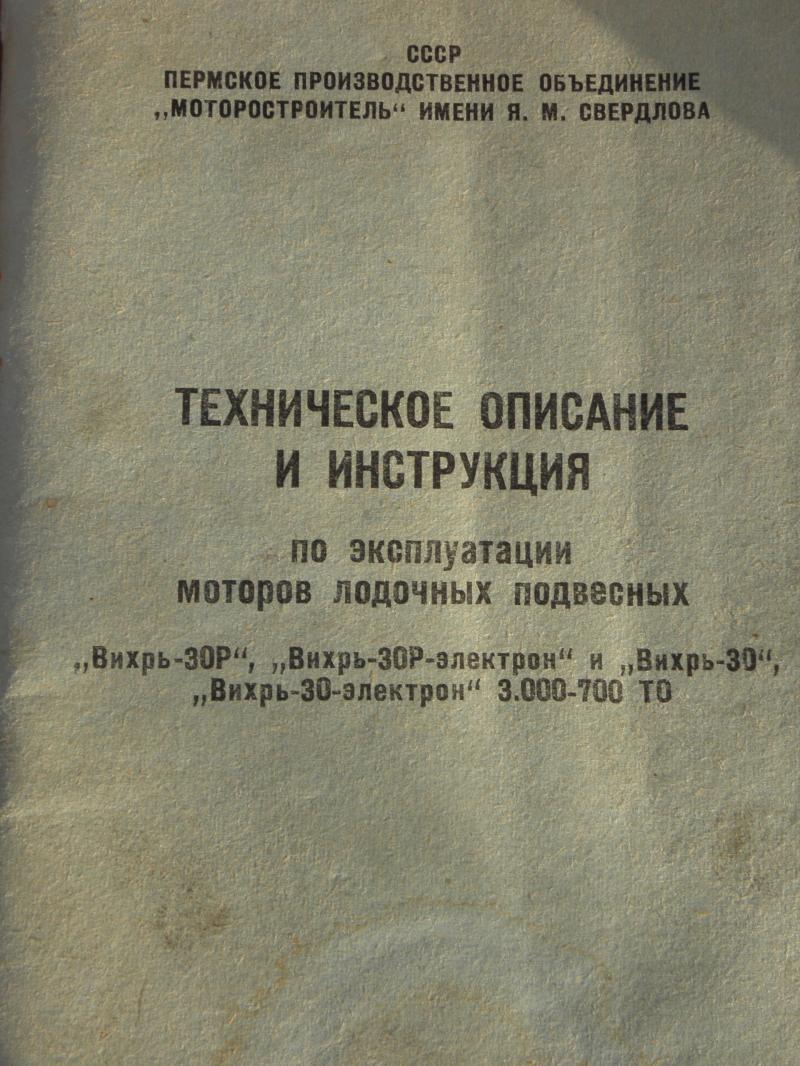 СССР
ПЕРМСКОЕ ПРОИЗВОДСТВЕННОЕ ОБЪЕДИНЕНИЕ
„МОТОРОСТРОИТЕЛЬ“ ИМЕНИ Я. М. СВЕРДЛОВА
ТЕХНИЧЕСКОЕ ОПИСАНИЕ
И ИНСТРУКЦИЯ
по эксплуатации
моторов лодочных подвесных
„Вихрь-30Р“, „Вихрь-30Р-электрон“ и „Вихрь-30“,
„Вихрь-30-электрон“ 3.000-700 ТО